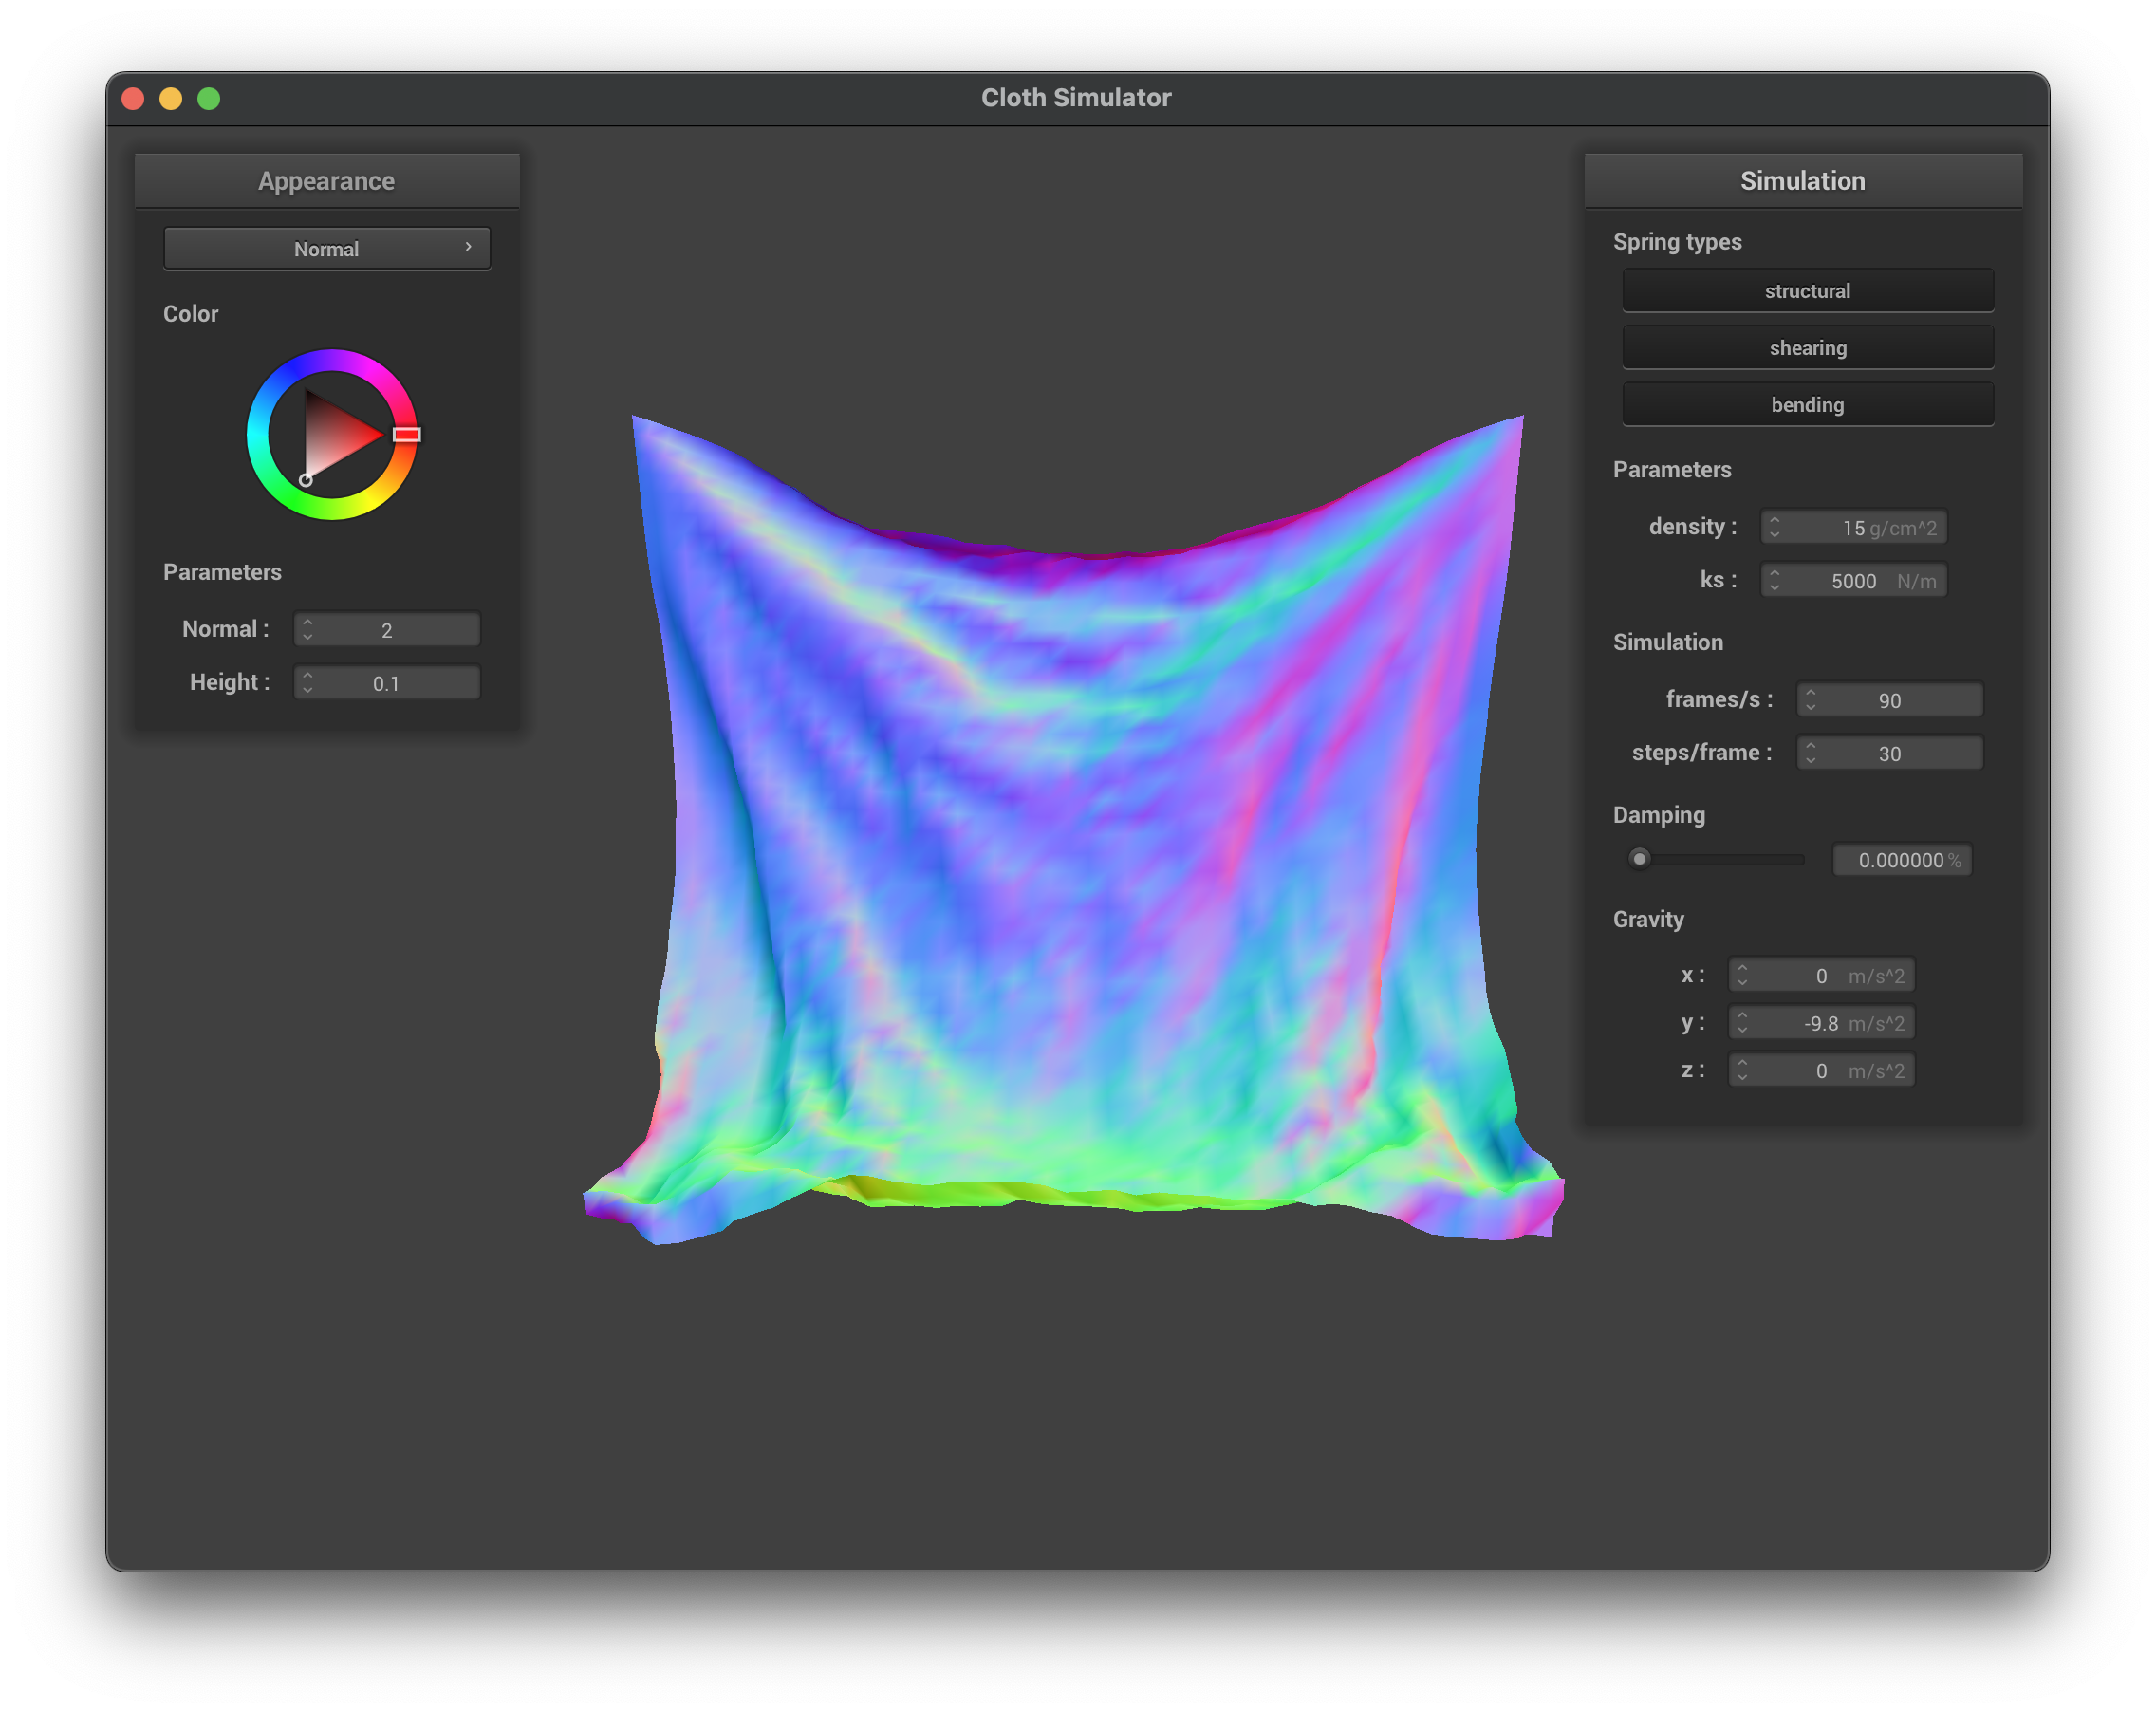 Cloth Simulator
Appearance
Normal
Color
Parameters
Normal : 2
Height : 0.1
Simulation
Spring types
structural
shearing
bending
Parameters
density : 15 g/cm^2
ks : 5000 N/m
Simulation
frames/s : 90
steps/frame : 30
Damping
0.000000 %
Gravity
x : 0 m/s^2
y : -9.8 m/s^2
z : 0 m/s^2